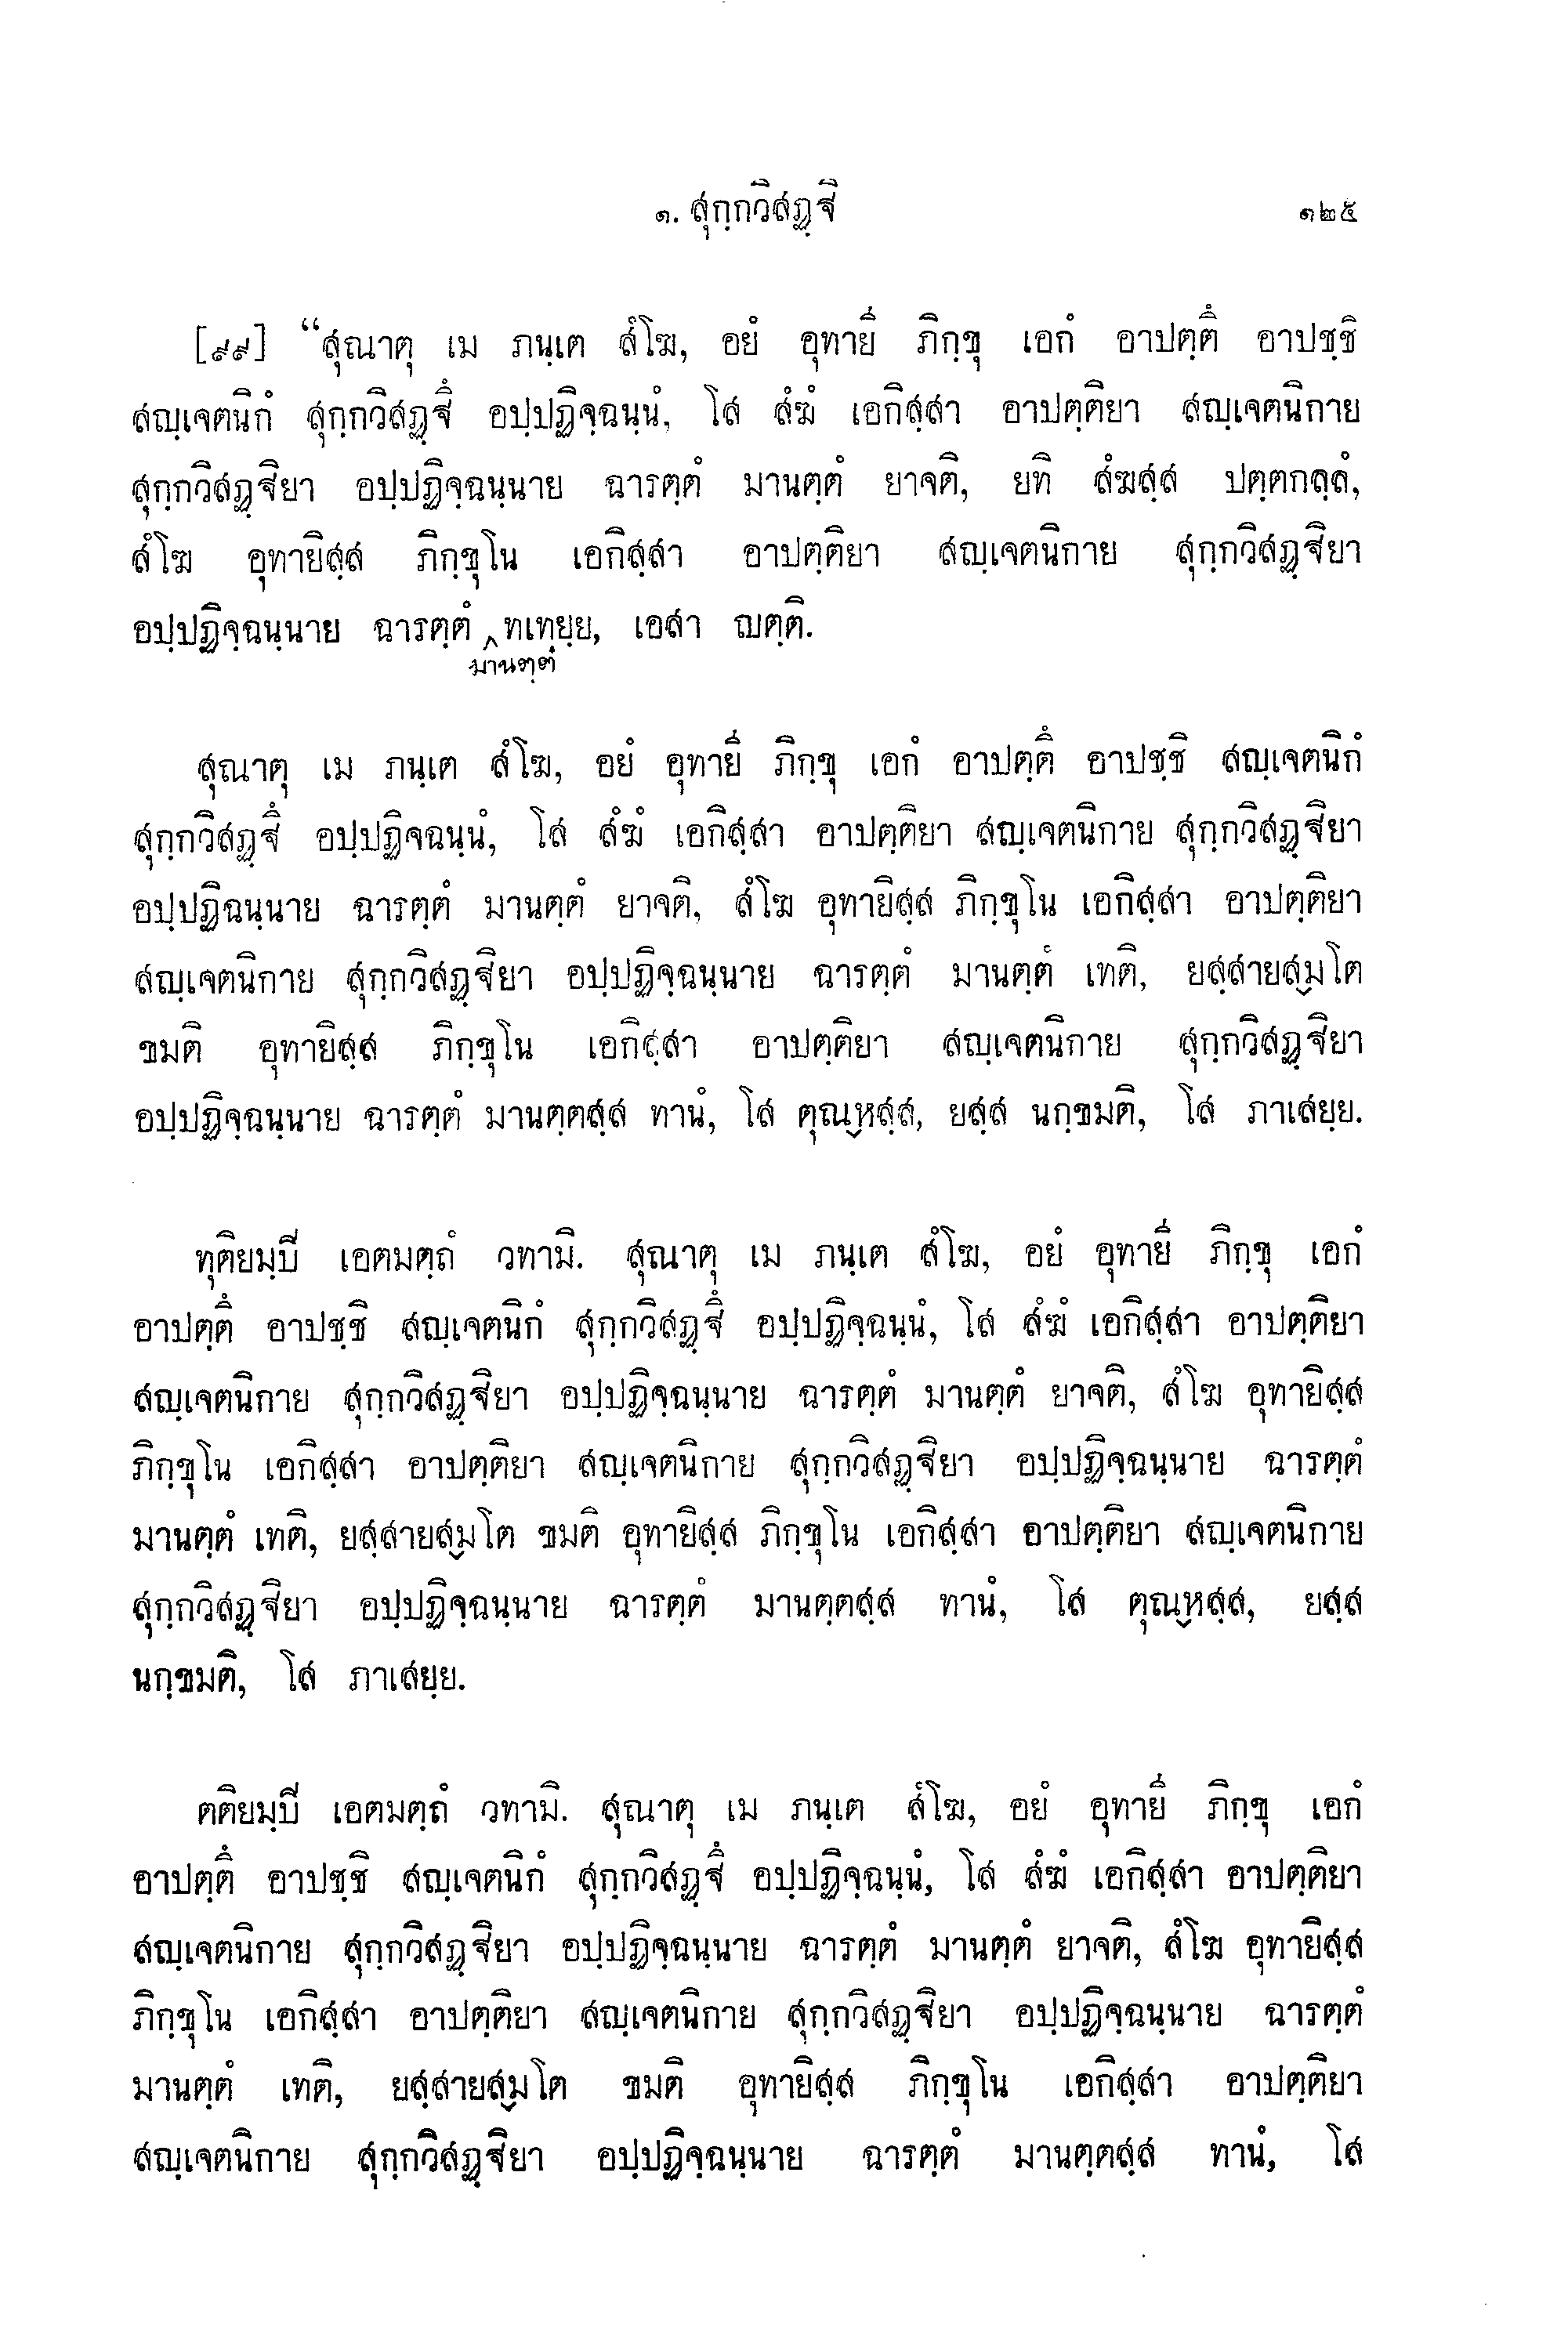 ๑. สุกฺกวิสฏฺฐิ ๑๒๕
[๙๙] “สุณาตุ เม ภนฺเต สํโฆ, อยํ อุทายี ภิกฺขุ เอกํ อาปตฺตึ อาปชฺชิ
สญฺเจตนิกํ สุกฺกวิสฏฺฐึ อปฺปฏิจฺฉนฺนํ, โส สํฆํ เอกิสฺสา อาปตฺติยา สญฺเจตนิกาย
สุกฺกวิสฏฺฐิยา อปฺปฏิจฺฉนฺนาย ฉารตฺตํ มานตฺตํ ยาจติ, ยทิ สํฆสฺส ปตฺตกลฺลํ,
สํโฆ อุทายิสฺส ภิกฺขุโน เอกิสฺสา อาปตฺติยา สญฺเจตนิกาย สุกฺกวิสฏฺฐิยา
อปฺปฏิจฺฉนฺนาย ฉารตฺตํ ‸ ทเทยฺย, เอสา ญตฺติ.
มานตฺตํ
สุณาตุ เม ภนฺเต สํโฆ, อยํ อุทายี ภิกฺขุ เอกํ อาปตฺตึ อาปชฺชิ สญฺเจตนิกํ
สุกฺกวิสฏฺฐึ อปฺปฏิจฉนฺนํ, โส สํฆํ เอกิสฺสา อาปตฺติยา สญฺเจตนิกาย สุกฺกวิสฏฺฐิยา
อปฺปฏิฉนฺนาย ฉารตฺตํ มานตฺตํ ยาจติ, สํโฆ อุทายิสฺส ภิกฺขุโน เอกิสฺสา อาปตฺติยา
สญฺเจตนิกาย สุกฺกวิสฏฺฐิยา อปฺปฏิจฺฉนฺนาย ฉารตฺตํ มานตฺตํ เทติ, ยสฺสายสฺมโต
ขมติ อุทายิสฺส ภิกฺขุโน เอกิสฺสา อาปตฺติยา สญฺเจตนิกาย สุกฺกวิสฏฺฐิยา
อปฺปฏิจฺฉนฺนาย ฉารตฺตํ มานตฺตสฺส ทานํ, โส ตุณฺหสฺส, ยสฺส นกฺขมติ, โส ภาเสยฺย.
ทุติยมฺปิ เอตมตฺถํ วทามิ. สุณาตุ เม ภนฺเต สํโฆ, อยํ อุทายี ภิกฺขุ เอกํ
อาปตฺตึ อาปชฺชิ สญฺเจตนิกํ สุกฺกวิสฏฺฐึ อปฺปฏิจฺฉนฺนํ, โส สํฆํ เอกิสฺสา อาปตฺติยา
สญฺเจตนิกาย สุกฺกวิสฏฺฐิยา อปฺปฏิจฺฉนฺนาย ฉารตฺตํ มานตฺตํ ยาจติ, สํโฆ อุทายิสฺส
ภิกฺขุโน เอกิสฺสา อาปตฺติยา สญฺเจตนิกาย สุกฺกวิสฏฺฐิยา อปฺปฏิจฺฉนฺนาย ฉารตฺตํ
มานตฺตํ เทติ, ยสฺสายสฺมโต ขมติ อุทายิสฺส ภิกฺขุโน เอกิสฺสา อาปตฺติยา สญฺเจตนิกาย
สุกฺกวิสฏฺฐิยา อปฺปฏิจฺฉนฺนาย ฉารตฺตํ มานตฺตสฺส ทานํ, โส ตุณฺหสฺส, ยสฺส
นกฺขมติ, โส ภาเสยฺย.
ตติยมฺปิ เอตมตฺถํ วทามิ. สุณาตุ เม ภนฺเต สํโฆ, อยํ อุทายี ภิกฺขุ เอกํ
อาปตฺตึ อาปชฺชิ สญฺเจตนิกํ สุกฺกวิสฏฺฐึ อปฺปฏิจฺฉนฺนํ, โส สํฆํ เอกิสฺสา อาปตฺติยา
สญฺเจตนิกาย สุกฺกวิสฏฺฐิยา อปฺปฏิจฺฉนฺนาย ฉารตฺตํ มานตฺตํ ยาจติ, สํโฆ อุทายิสฺส
ภิกฺขุโน เอกิสฺสา อาปตฺติยา สญฺเจตนิกาย สุกฺกวิสฏฺฐิยา อปฺปฏิจฺฉนฺนาย ฉารตฺตํ
มานตฺตํ เทติ, ยสฺสายสฺมโต ขมติ อุทายิสฺส ภิกฺขุโน เอกิสฺสา อาปตฺติยา
สญฺเจตนิกาย สุกฺกวิสฏฺฐิยา อปฺปฏิจฺฉนฺนาย ฉารตฺตํ มานตฺตสฺส ทานํ, โส